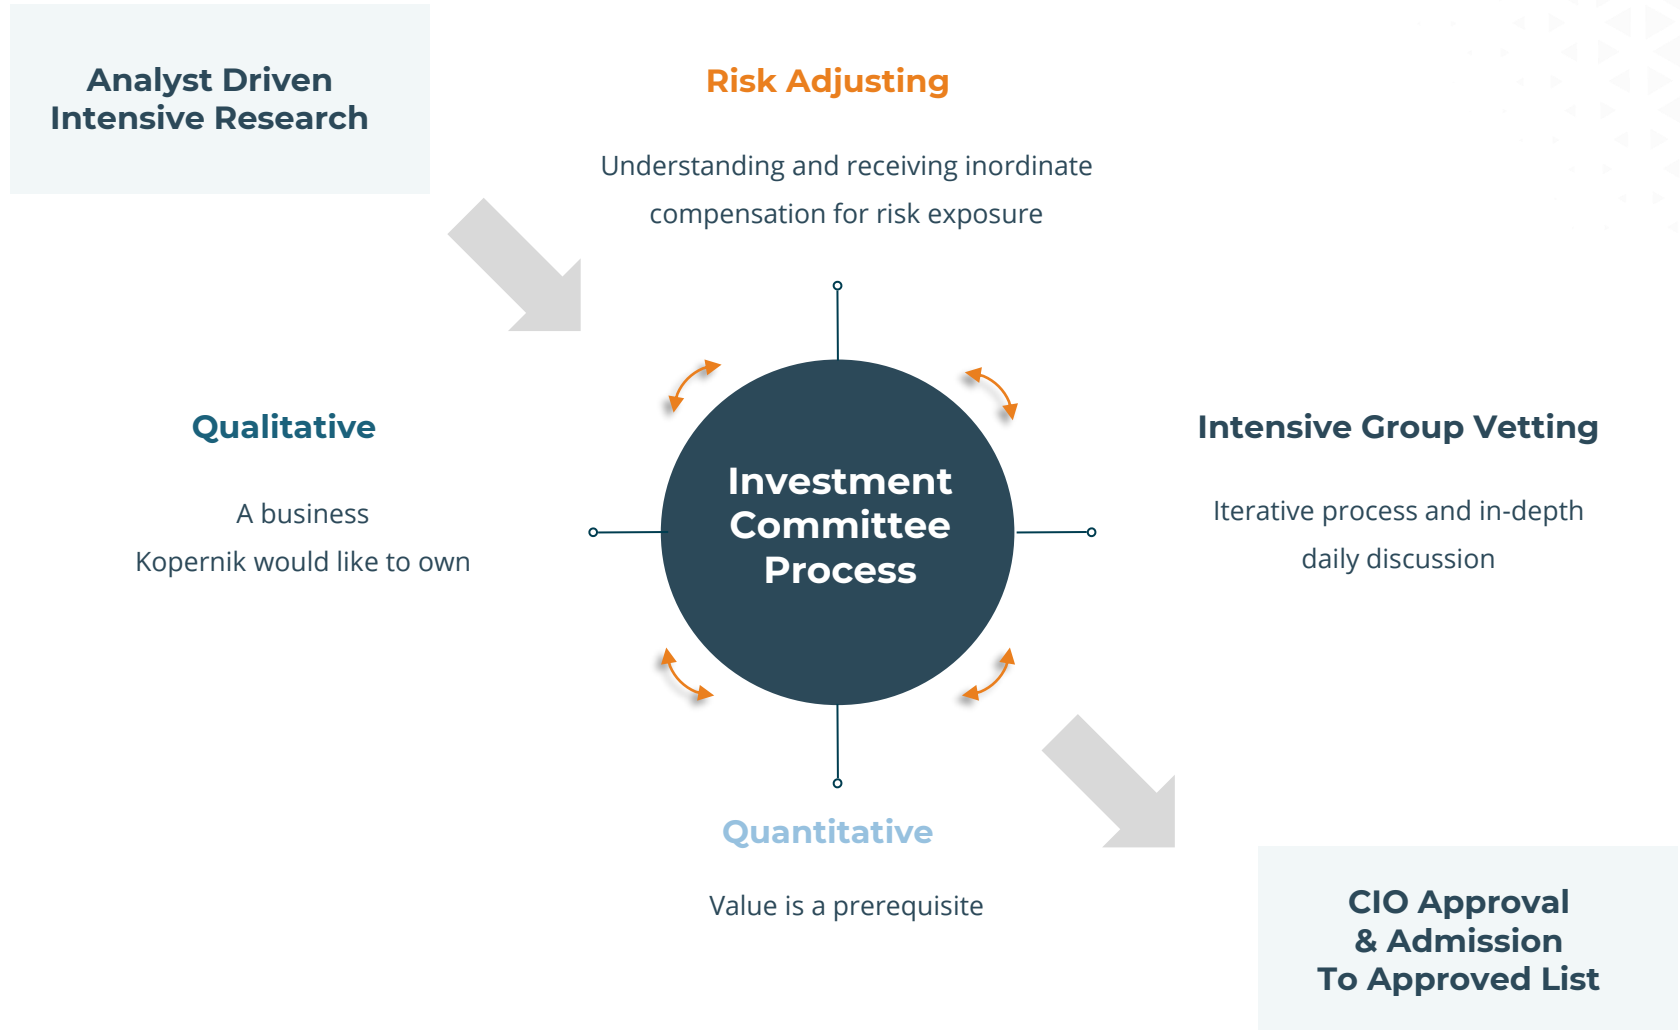 Analyst Driven
Intensive Research
Risk Adjusting
Understanding and receiving inordinate
compensation for risk exposure
Qualitative
A business
Kopernik would like to own
Investment
Committee
Process
Intensive Group Vetting
Iterative process and in-depth
daily discussion
Quantitative
Value is a prerequisite
CIO Approval
& Admission
To Approved List